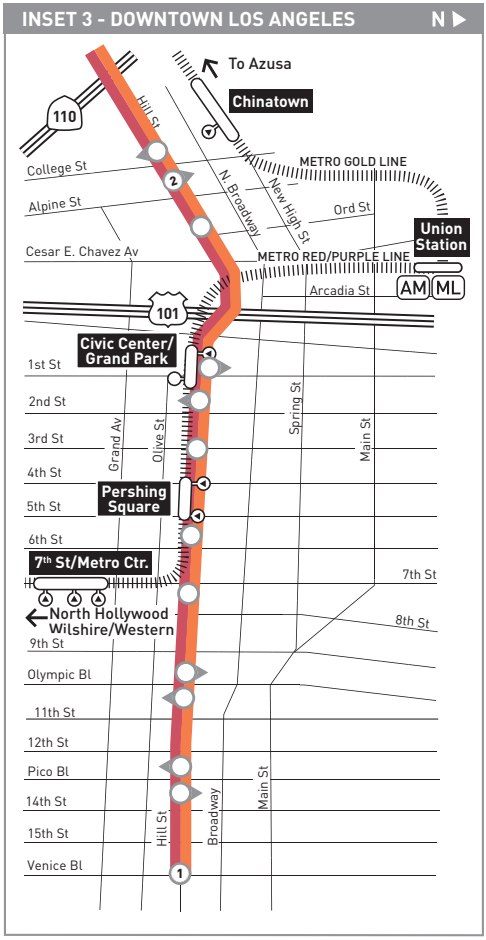 INSET 3 - DOWNTOWN LOS ANGELES
N
To Azusa
Chinatown
110
Hill St
College St
METRO GOLD LINE
2
N. Broadway
New High St
Alpine St
Ord St
Union
Station
Cesar E. Chavez Av
METRO RED/PURPLE LINE
AM
ML
Arcadia St
101
Civic Center/
Grand Park
1st St
2nd St
Grand Av
Olive St
Spring St
Main St
3rd St
4th St
Pershing
Square
5th St
6th St
7th St/Metro Ctr.
7th St
North Hollywood
Wilshire/Western
8th St
9th St
Olympic Bl
11th St
12th St
Pico Bl
14th St
Hill St
Broadway
Main St
15th St
Venice Bl
1